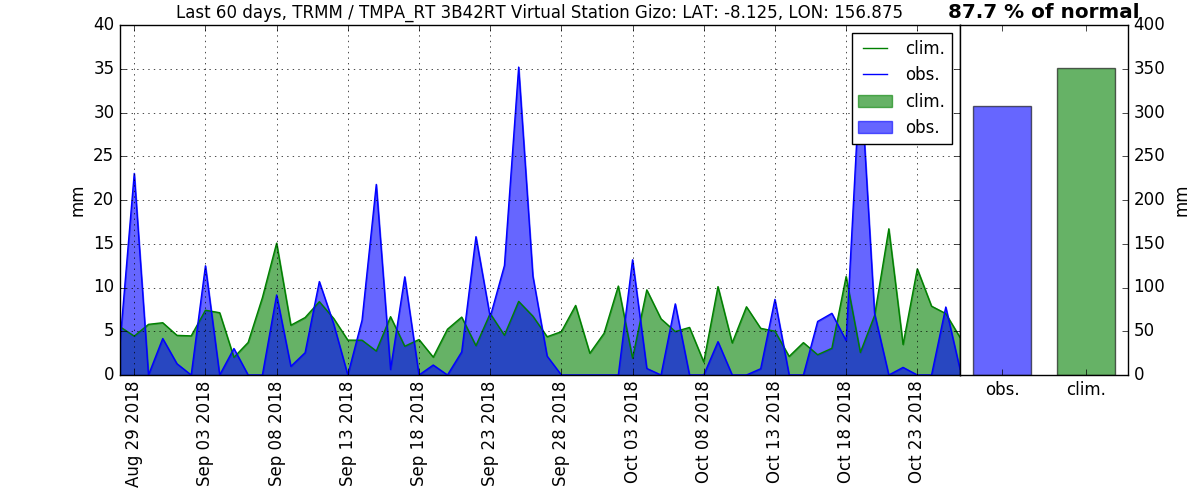 Last 60 days, TRMM / TMPA_RT 3B42RT Virtual Station Gizo: LAT: -8.125, LON: 156.875
87.7 % of normal
40
35
30
25
20
15
10
5
0
mm
clim.
obs.
clim.
obs.
400
350
300
250
200
150
100
50
0
mm
obs.
clim.
Aug 29 2018
Sep 03 2018
Sep 08 2018
Sep 13 2018
Sep 18 2018
Sep 23 2018
Sep 28 2018
Oct 03 2018
Oct 08 2018
Oct 13 2018
Oct 18 2018
Oct 23 2018